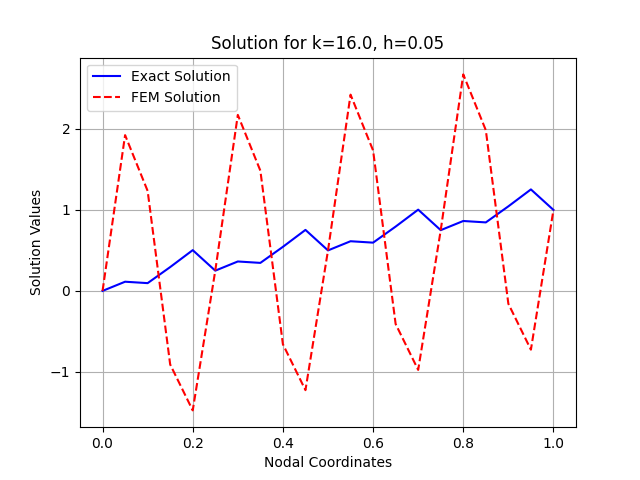 Solution for k=16.0, h=0.05
Exact Solution
FEM Solution
Solution Values
2
1
0
−1
0.0 0.2 0.4 0.6 0.8 1.0
Nodal Coordinates